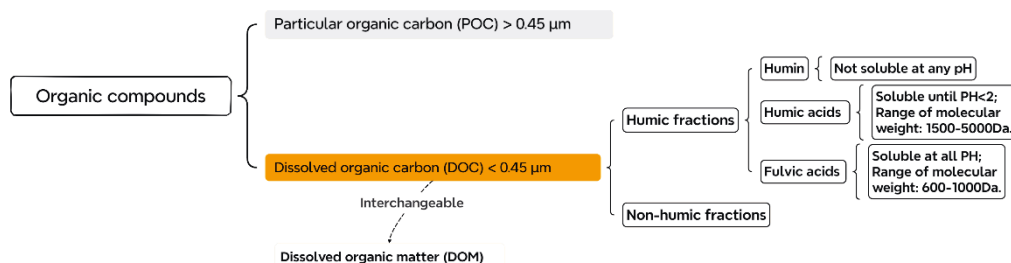 Particular organic carbon (POC) > 0.45 μm
Organic compounds
Dissolved organic carbon (DOC) < 0.45 μm
Interchangeable
Dissolved organic matter (DOM)
Humic fractions
Non-humic fractions
Humin
Not soluble at any pH
Humic acids
Soluble until PH<2;
Range of molecular
weight: 1500-5000Da.
Fulvic acids
Soluble at all PH;
Range of molecular
weight: 600-1000Da.